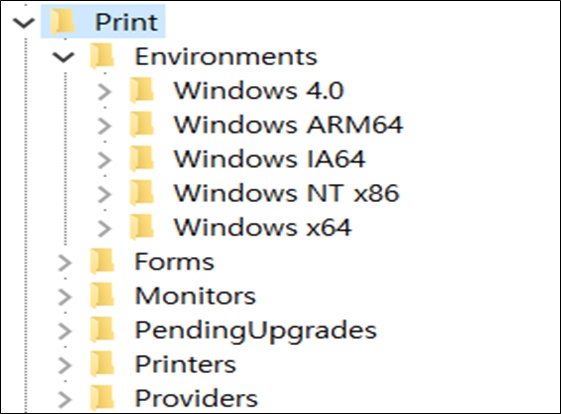 Print
Environments
Windows 4.0
Windows ARM64
Windows IA64
Windows NT x86
Windows x64
Forms
Monitors
PendingUpgrades
Printers
Providers